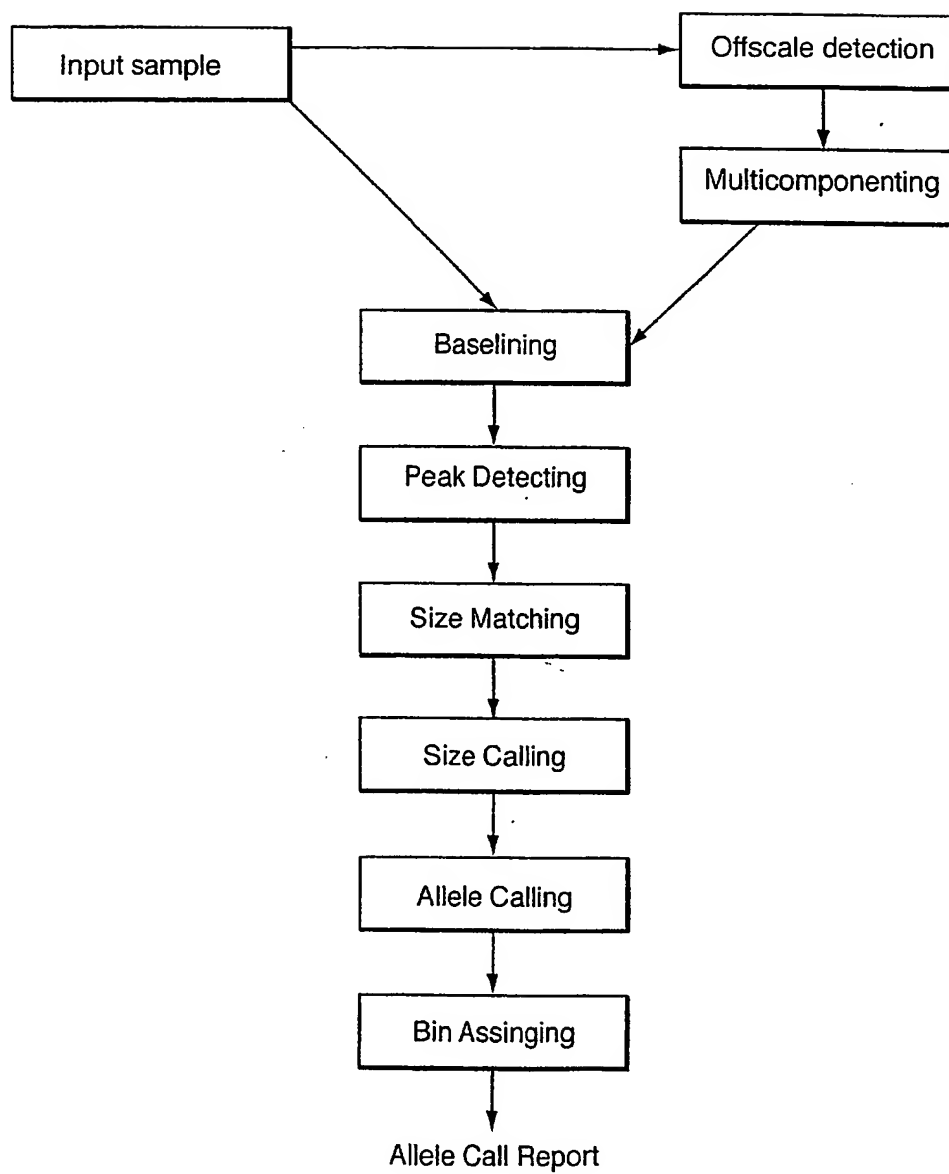 Input sample
Offscale detection
Multicomponenting
Baselining
Peak Detecting
Size Matching
Size Calling
Allele Calling
Bin Assinging
Allele Call Report